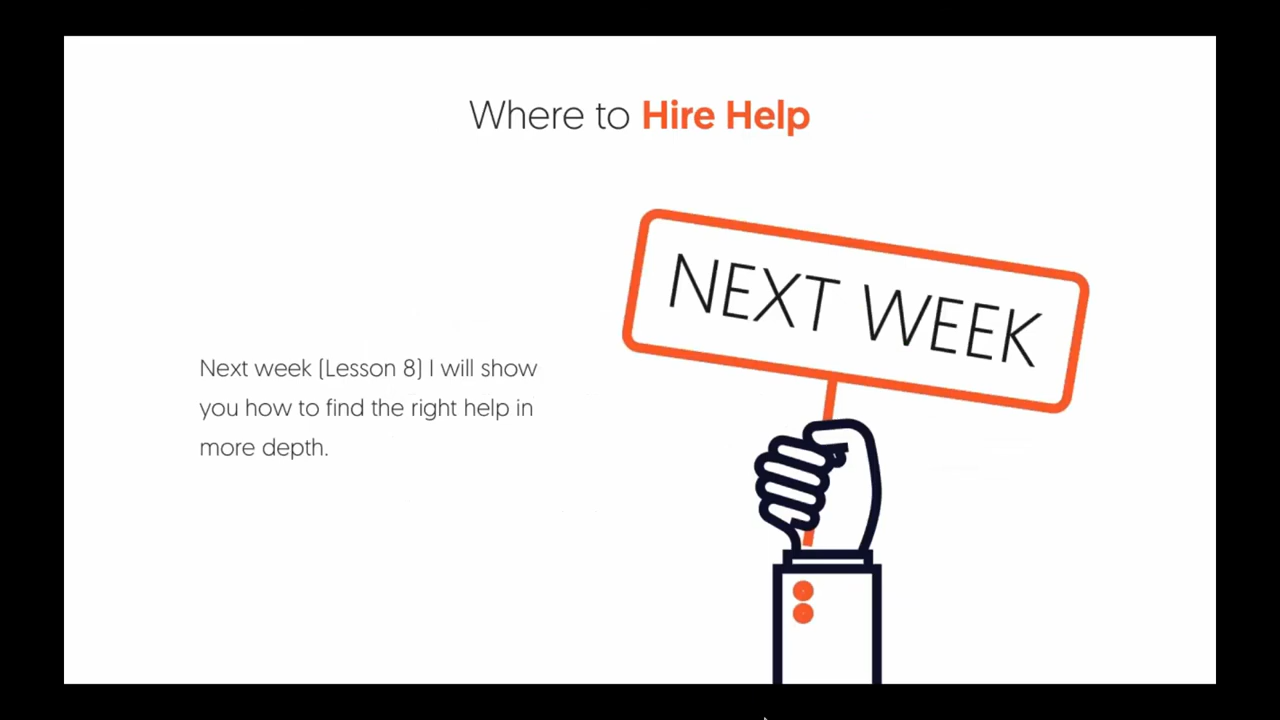 Where to Hire Help
NEXT WEEK
Next week (Lesson 8) I will show
you how to find the right help in
more depth.